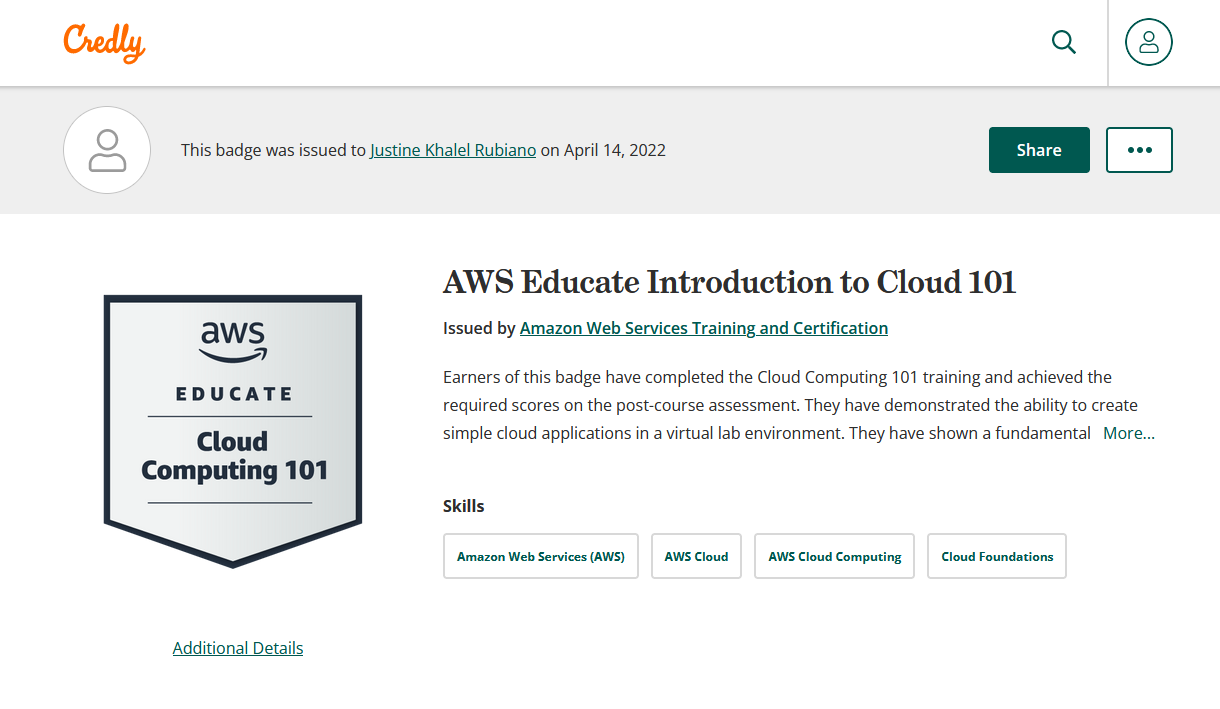 Credly
This badge was issued to Justine Khalel Rubiano on April 14, 2022
Share
AWS Educate Introduction to Cloud 101
Issued by Amazon Web Services Training and Certification
Earners of this badge have completed the Cloud Computing 101 training and achieved the
required scores on the post-course assessment. They have demonstrated the ability to create
simple cloud applications in a virtual lab environment. They have shown a fundamental More...
aws
EDUCATE
Cloud
Computing 101
Skills
Amazon Web Services (AWS)
AWS Cloud
AWS Cloud Computing
Cloud Foundations
Additional Details